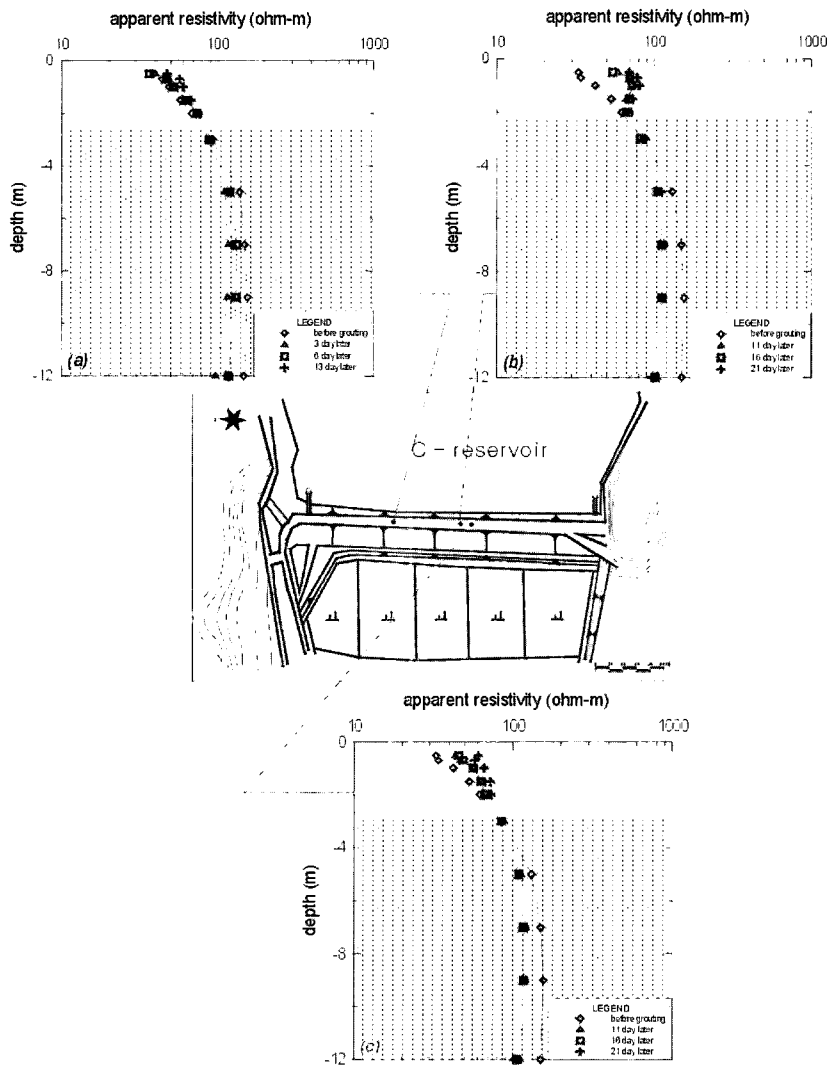 apparent resistivity (ohm-m)
10 100 1000
0
-4
-8
-12
depth (m)
(a)
LEGEND
before grouting
3 day later
6 day later
13 day later
apparent resistivity (ohm-m)
10 100 1000
0
-4
-8
-12
depth (m)
(b)
LEGEND
before grouting
11 day later
16 day later
21 day later
C - reservoir
apparent resistivity (ohm-m)
10 100 1000
0
-4
-8
-12
depth (m)
(c)
LEGEND
before grouting
11 day later
16 day later
21 day later